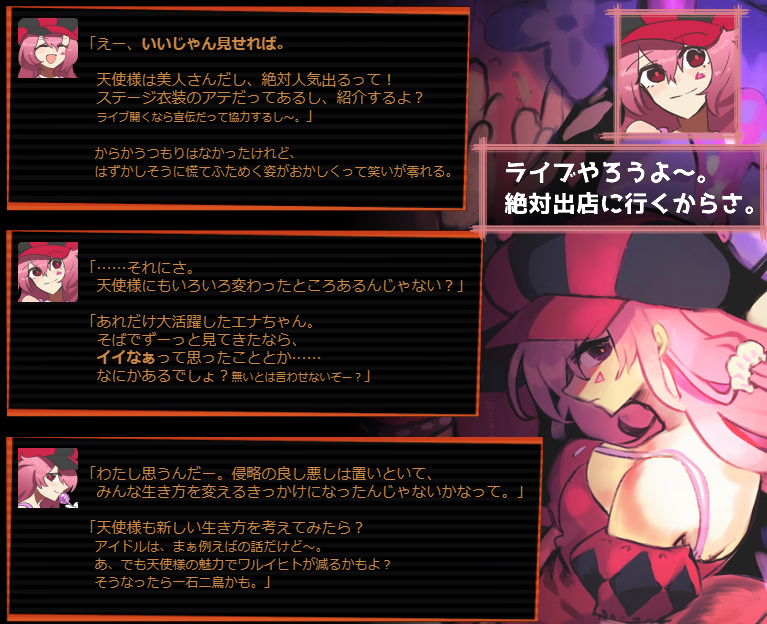 「えー、いいじゃん見せれば。
天使様は美人さんだし、絶対人気出るって！
ステージ衣装のアテだってあるし、紹介するよ？
ライブ開くなら宣伝だって協力するし～。」
からかうつもりはなかったけれど、
はずかしそうに慌てふためく姿がおかしくって笑いが零れる。
ライブやろうよ～。
絶対出店に行くからさ。
「……それにさ。
天使様にもいろいろ変わったところあるんじゃない？」
「あれだけ大活躍したエナちゃん。
そばでずーっと見てきたなら、
イイなぁって思ったこととか……
なにかあるでしょ？無いとは言わせないぞー？」
「わたし思うんだー。侵略の良し悪しは置いといて、
みんな生き方を変えるきっかけになったんじゃないかなって。」
「天使様も新しい生き方を考えてみたら？
アイドルは、まぁ例えばの話だけど～。
あ、でも天使様の魅力でワルイヒトが減るかもよ？
そうなったら一石二鳥かも。」